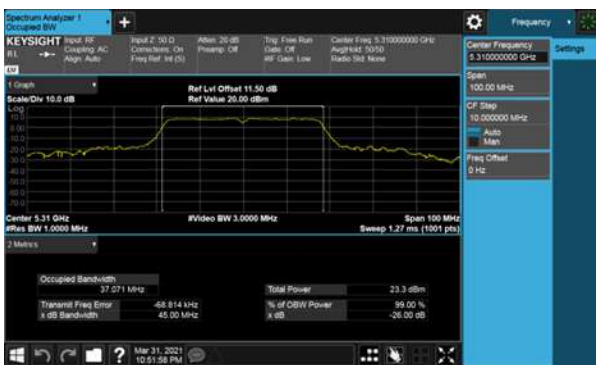 Spectrum Analyzer 1
Occupied BW
+
Frequency
KEYSIGHT
RL
Input: RF
Coupling: AC
Align: Auto
Input Z: 50 Ω
Corrections: On
Freq Ref: Int (S)
Atten: 20 dB
Preamp: Off
Trig: Free Run
Gate: Off
#IF Gain: Low
Center Freq: 5.310000000 GHz
Avg|Hold: 50/50
Radio Std: None
Center Frequency
5.310000000 GHz
Settings
Span
100.00 MHz
CF Step
10.000000 MHz
Auto
Man
Freq Offset
0 Hz
1 Graph
Scale/Div 10.0 dB
Ref Lvl Offset 11.50 dB
Ref Value 20.00 dBm
Log
10.0
0.00
-10.0
-20.0
-30.0
-40.0
-50.0
-60.0
-70.0
Center 5.31 GHz
#Res BW 1.0000 MHz
#Video BW 3.0000 MHz
Span 100 MHz
Sweep 1.27 ms (1001 pts)
2 Metrics
Occupied Bandwidth
37.071 MHz
Transmit Freq Error
-68.814 kHz
x dB Bandwidth
45.00 MHz
Total Power
23.3 dBm
% of OBW Power
99.00 %
x dB
-26.00 dB
?
Mar 31, 2021
10:51:58 PM